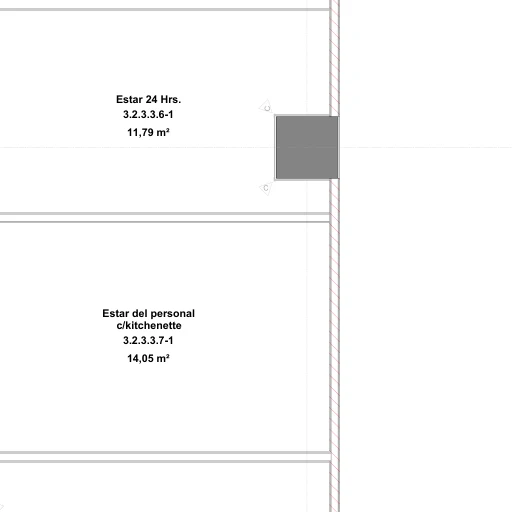 Estar 24 Hrs.
3.2.3.3.6-1
11,79 m²
C
C
Estar del personal
c/kitchenette
3.2.3.3.7-1
14,05 m²